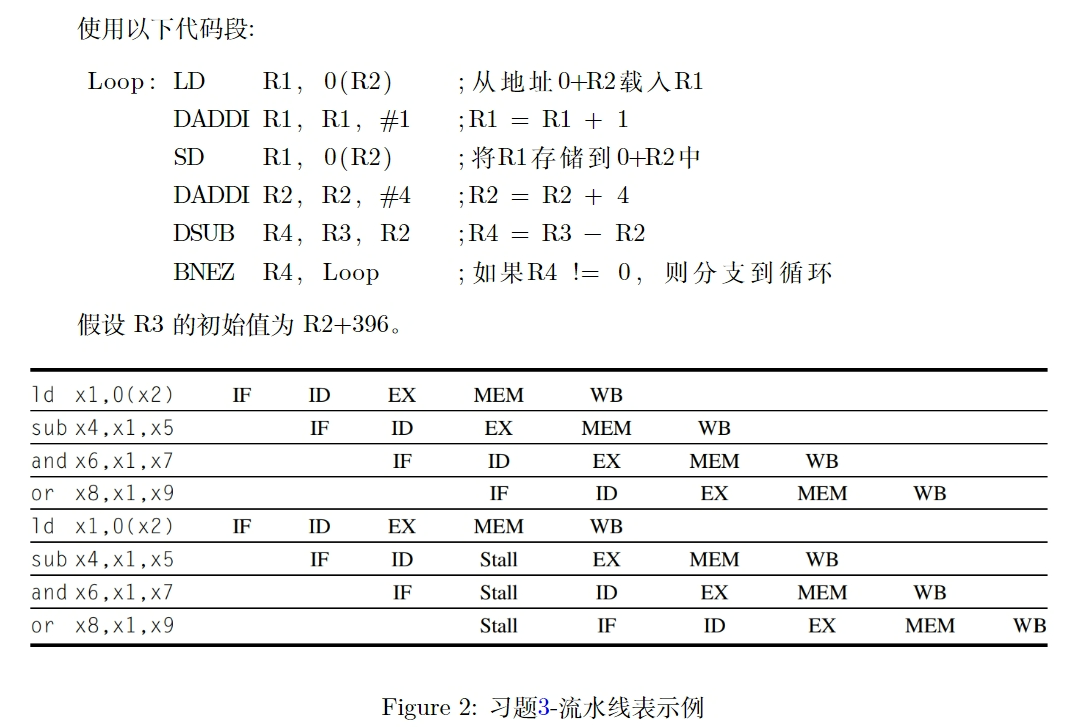 使用以下代码段:
Loop: LD R1, 0(R2) ;从地址0+R2载入R1
DADDI R1, R1, #1 ;R1 = R1 + 1
SD R1, 0(R2) ;将R1存储到0+R2中
DADDI R2, R2, #4 ;R2 = R2 + 4
DSUB R4, R3, R2 ;R4 = R3 − R2
BNEZ R4, Loop ;如果R4 != 0, 则分支到循环
假设 R3 的初始值为 R2+396。
ld x1,0(x2) IF ID EX MEM WB
sub x4,x1,x5 IF ID EX MEM WB
and x6,x1,x7 IF ID EX MEM WB
or x8,x1,x9 IF ID EX MEM WB
ld x1,0(x2) IF ID EX MEM WB
sub x4,x1,x5 IF ID Stall EX MEM WB
and x6,x1,x7 IF Stall ID EX MEM WB
or x8,x1,x9 Stall IF ID EX MEM WB
Figure 2: 习题3-流水线表示例